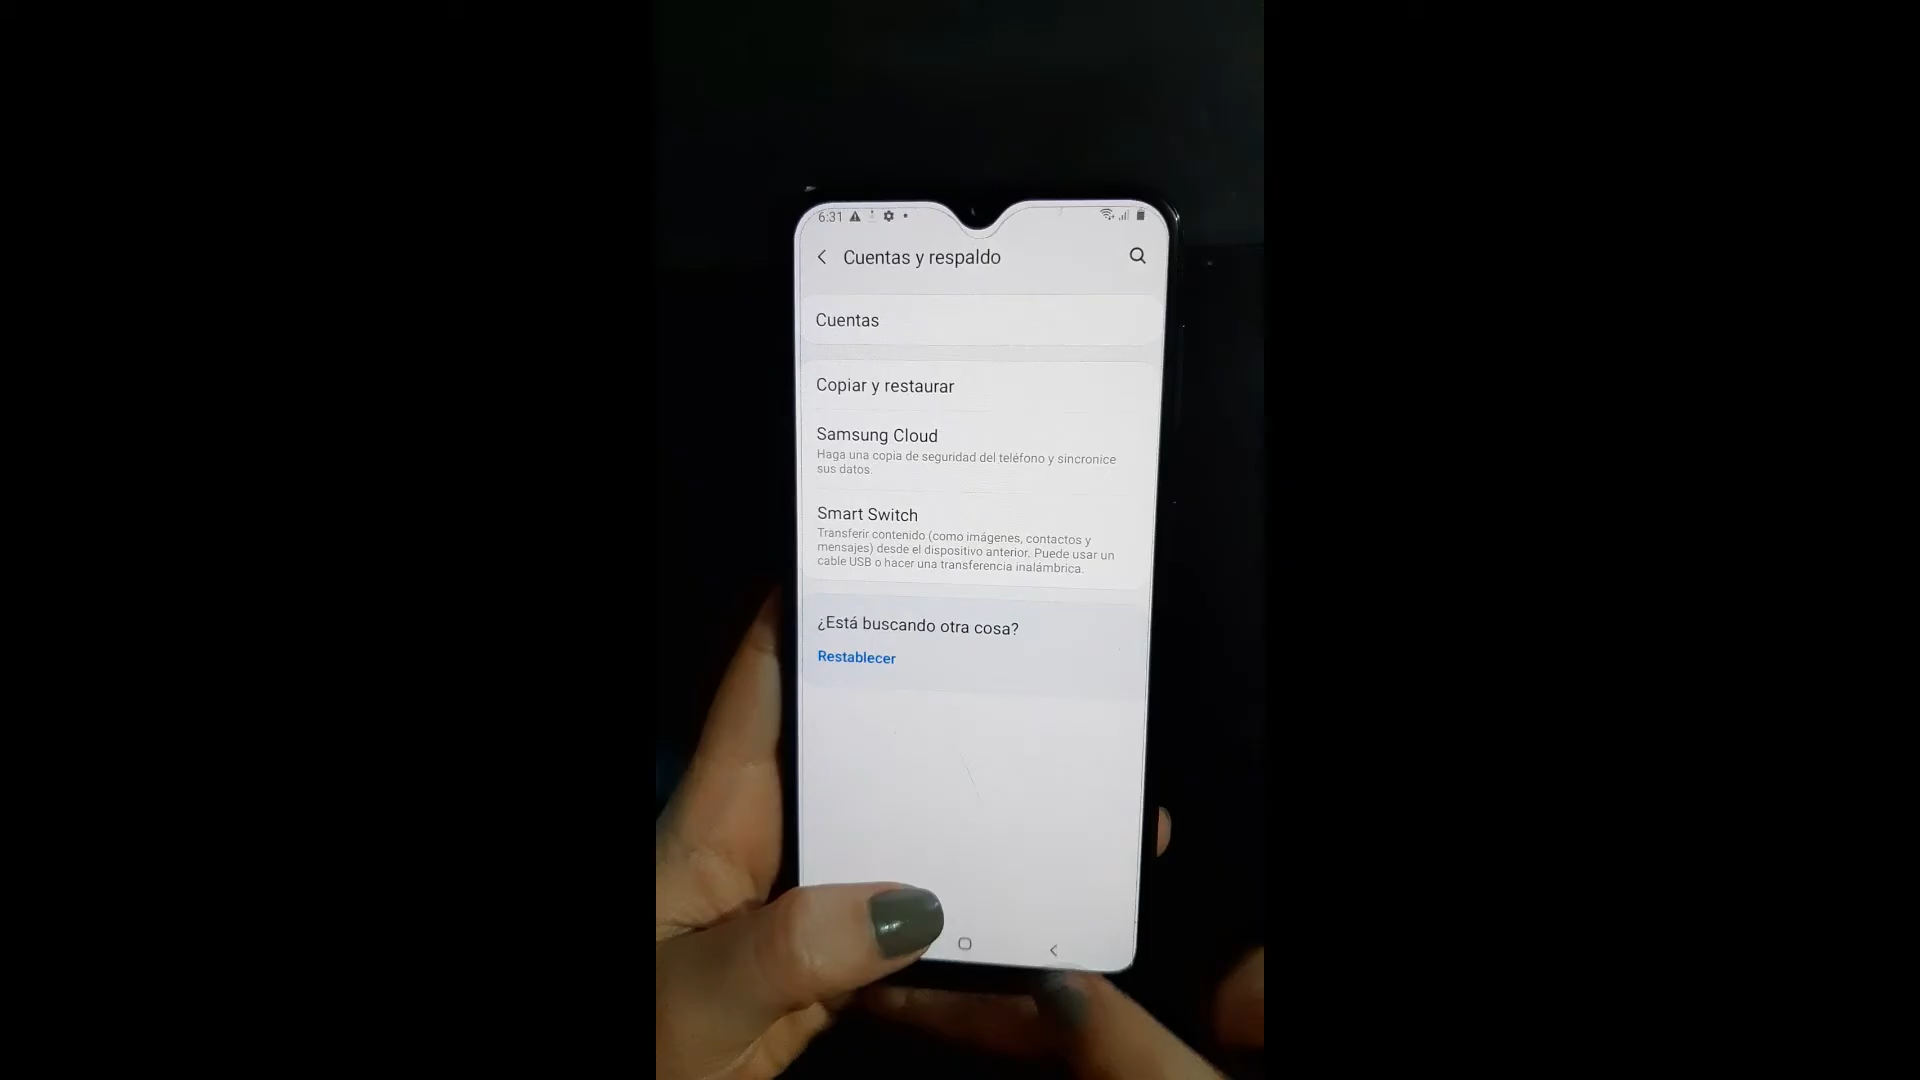 6:31
Cuentas y respaldo
Cuentas
Copiar y restaurar
Samsung Cloud
Haga una copia de seguridad del teléfono y sincronice
sus datos.
Smart Switch
Transferir contenido (como imágenes, contactos y
mensajes) desde el dispositivo anterior. Puede usar un
cable USB o hacer una transferencia inalámbrica.
¿Está buscando otra cosa?
Restablecer